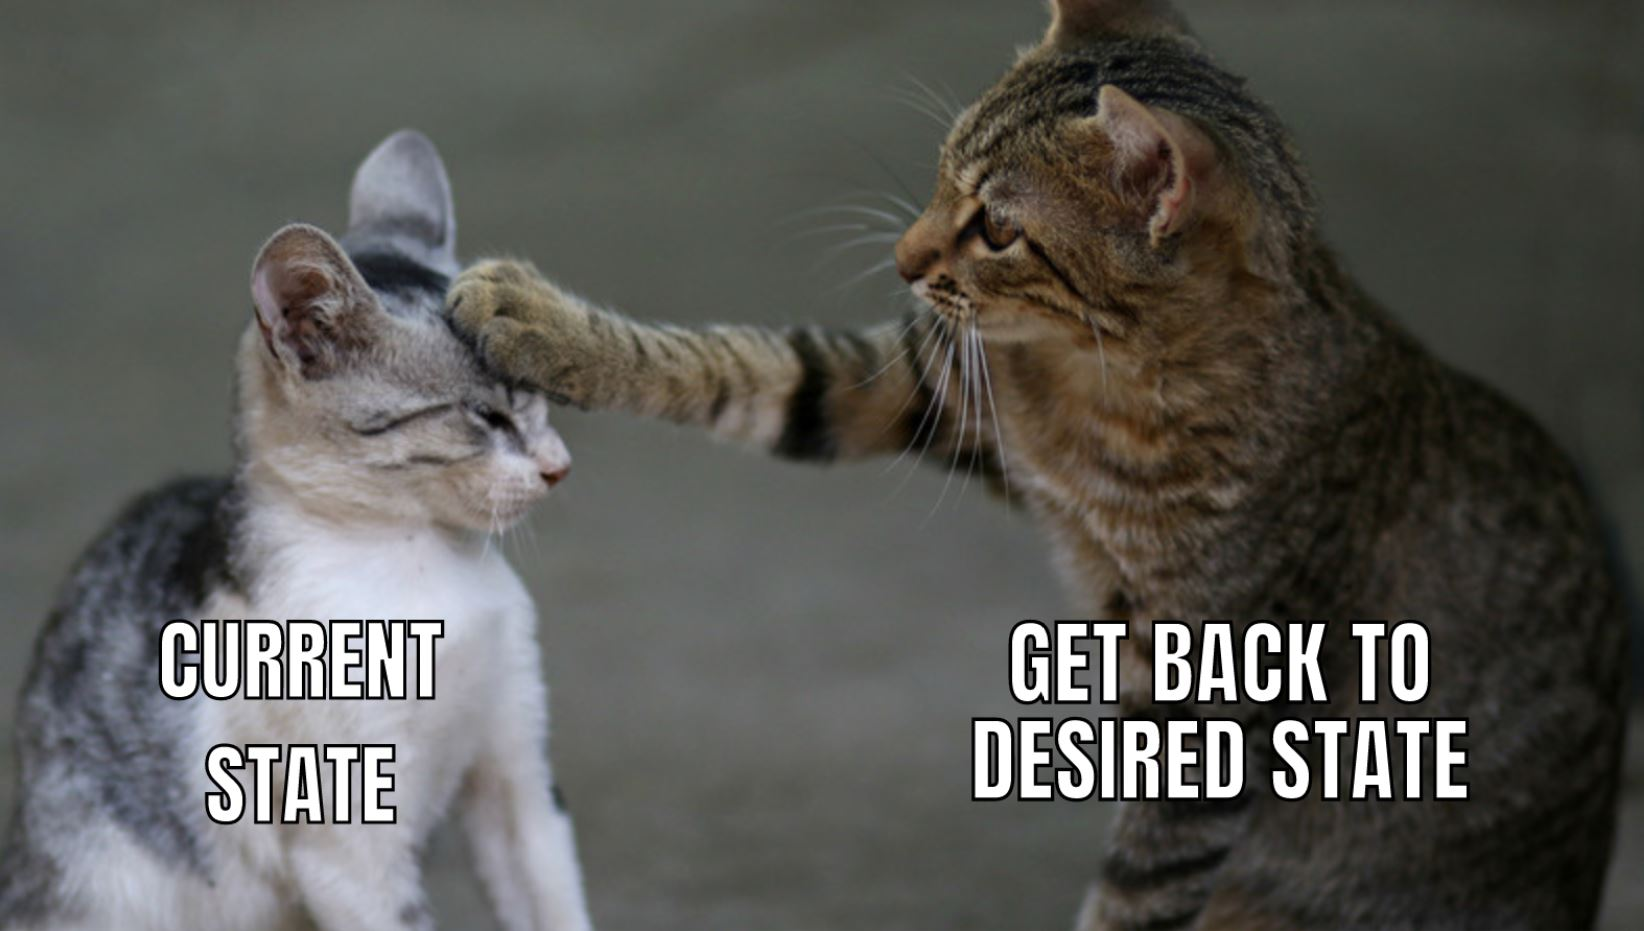 CURRENT
STATE
GET BACK TO
DESIRED STATE